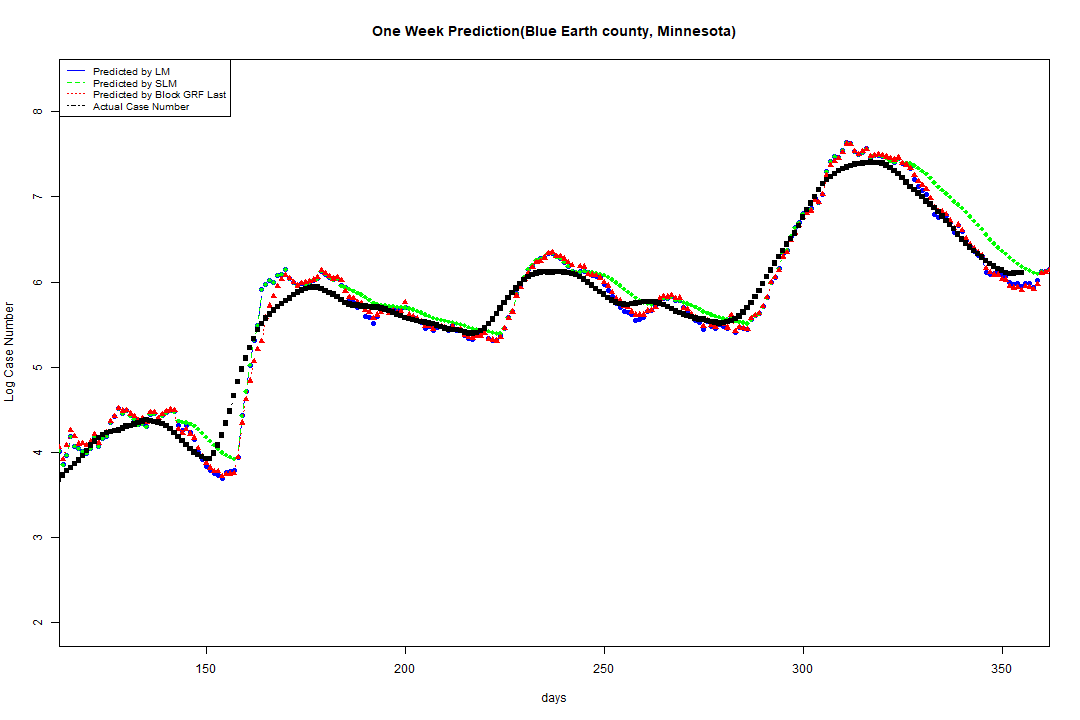 One Week Prediction(Blue Earth county, Minnesota)
Predicted by LM
Predicted by SLM
Predicted by Block GRF Last
Actual Case Number
8
7
6
5
4
3
2
Log Case Number
150 200 250 300 350
days